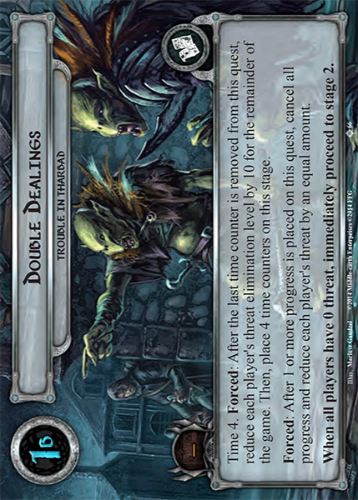 1B
DOUBLE DEALINGS
TROUBLE IN THARBAD
Time 4. Forced: After the last time counter is removed from this quest,
reduce each player's threat elimination level by 10 for the remainder of
the game. Then, place 4 time counters on this stage.
Forced: After 1 or more progress is placed on this quest, cancel all
progress and reduce each player's threat by an equal amount.
When all players have 0 threat, immediately proceed to stage 2.
Illus. ©2014 Middle-earth Enterprises ©2014 FFG 66